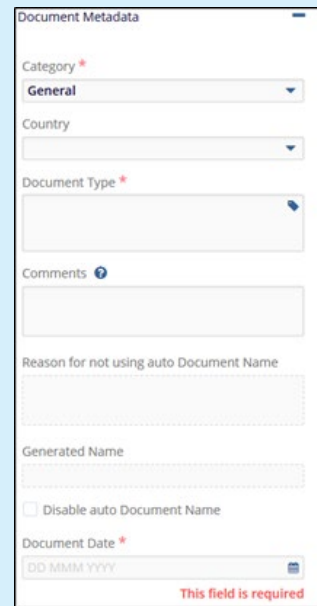 Document Metadata
Category *
General
Country
Document Type *
Comments
Reason for not using auto Document Name
Generated Name
Disable auto Document Name
Document Date *
DD MMM YYYY
This field is required